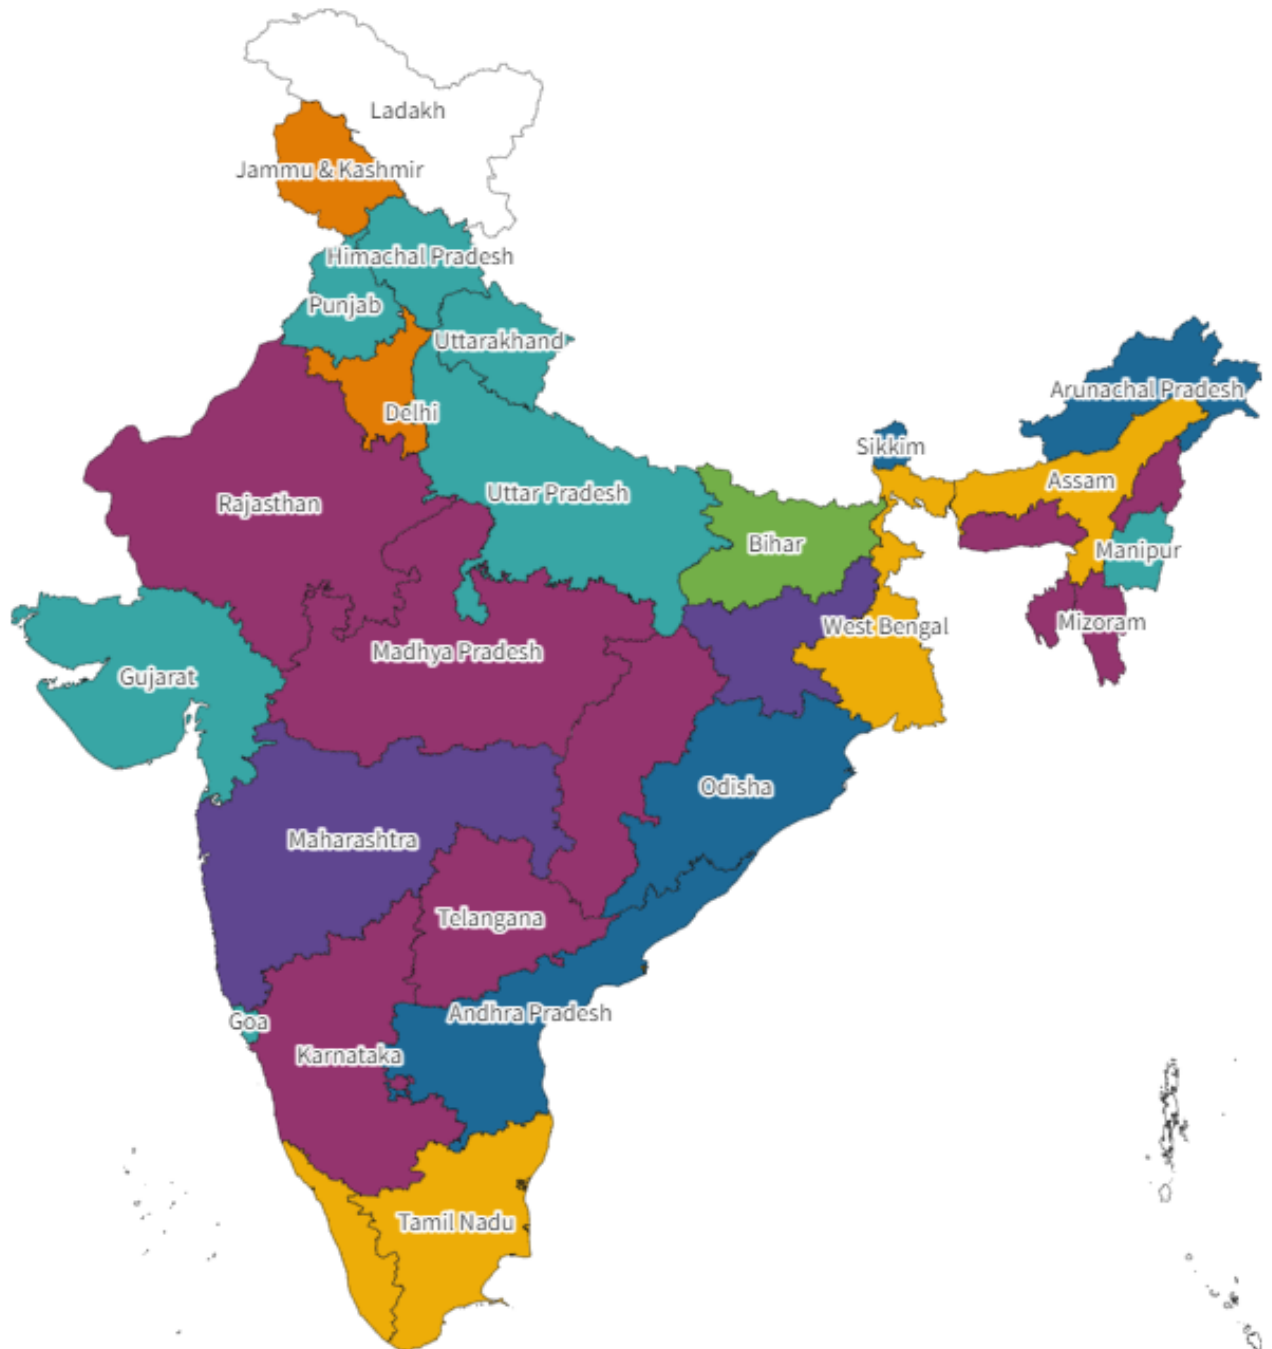 Ladakh
Jammu & Kashmir
Himachal Pradesh
Punjab
Uttarakhand
Arunachal Pradesh
Delhi
Sikkim
Assam
Uttar Pradesh
Rajasthan
Bihar
Manipur
Mizoram
West Bengal
Madhya Pradesh
Gujarat
Odisha
Maharashtra
Telangana
Andhra Pradesh
Goa
Karnataka
Tamil Nadu